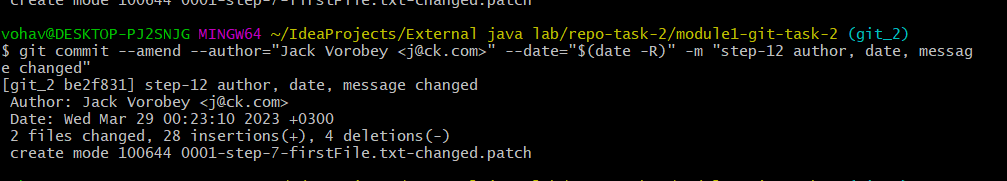 create mode 100644 0001-step-7-firstFile.txt-changed.patch
vohav@DESKTOP-PJ2SNJG MINGW64 ~/IdeaProjects/External java lab/repo-task-2/module1-git-task-2 (git_2)
$ git commit --amend --author="Jack Vorobey <j@ck.com>" --date="$(date -R)" -m "step-12 author, date, messag
e changed"
[git_2 be2f831] step-12 author, date, message changed
Author: Jack Vorobey <j@ck.com>
Date: Wed Mar 29 00:23:10 2023 +0300
2 files changed, 28 insertions(+), 4 deletions(-)
create mode 100644 0001-step-7-firstFile.txt-changed.patch